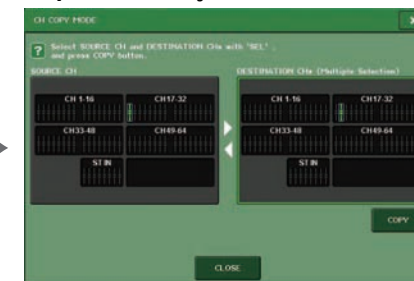 CH COPY MODE
Select SOURCE CH and DESTINATION CHs with 'SEL' ,
and press COPY button.
SOURCE CH
DESTINATION CHs (Multiple Selection)
CH 1-16 CH17-32
CH33-48 CH49-64
ST IN
CH 1-16 CH17-32
CH33-48 CH49-64
ST IN
COPY
CLOSE